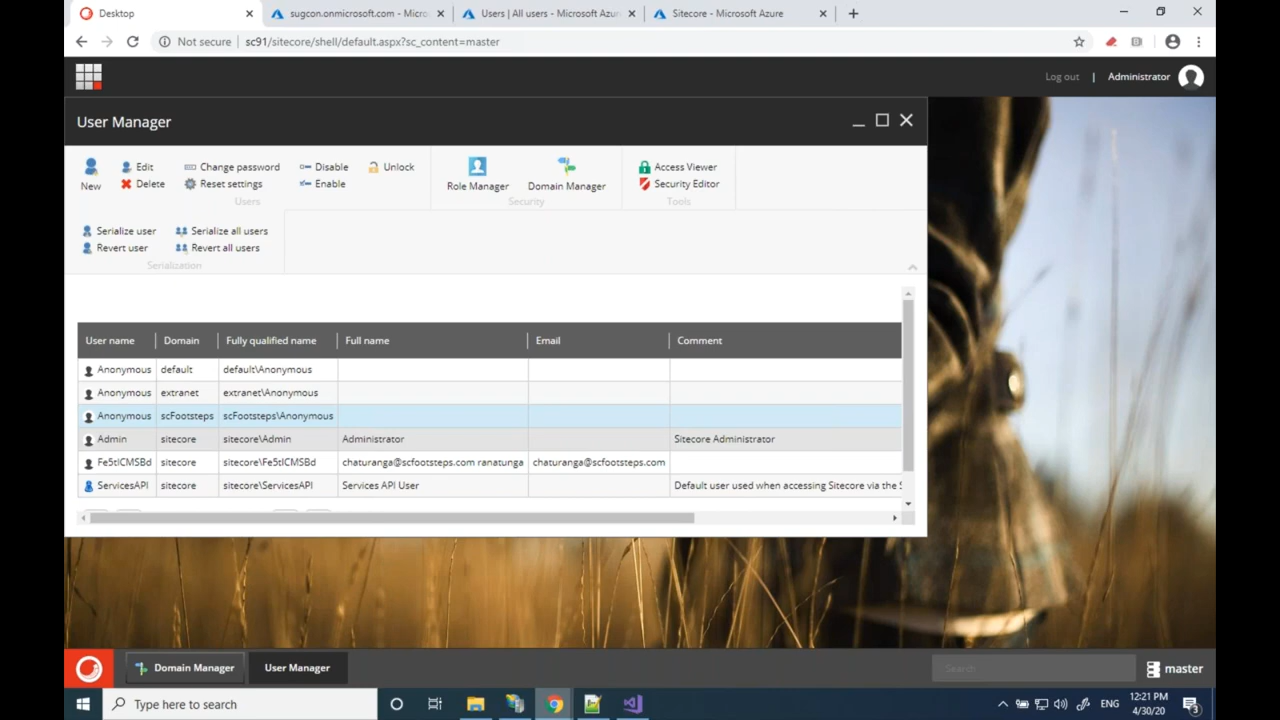 Desktop
sugcon.onmicrosoft.com - Micro
Users | All users - Microsoft Azur
Sitecore - Microsoft Azure
Not secure | sc91/sitecore/shell/default.aspx?sc_content=master
Log out | Administrator
User Manager
New
Edit
Delete
Change password
Reset settings
Disable
Enable
Unlock
Users
Role Manager
Domain Manager
Security
Access Viewer
Security Editor
Tools
Serialize user
Revert user
Serialize all users
Revert all users
Serialization
User name Domain Fully qualified name Full name Email Comment
Anonymous default default\Anonymous
Anonymous extranet extranet\Anonymous
Anonymous scFootsteps scFootsteps\Anonymous
Admin sitecore sitecore\Admin Administrator Sitecore Administrator
Fe5tlCMSBd sitecore sitecore\Fe5tlCMSBd chaturanga@scfootsteps.com ranatunga chaturanga@scfootsteps.com
ServicesAPI sitecore sitecore\ServicesAPI Services API User Default user used when accessing Sitecore via the S
Domain Manager
User Manager
Search
master
Type here to search
ENG
12:21 PM
4/30/20
3